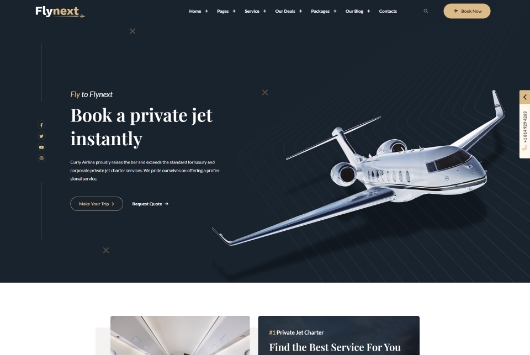 Flynext
Home + Pages + Service + Our Deals + Packages + Our Blog + Contacts
Book Now
Fly to Flynext
Book a private jet
instantly
Curly Airline proudly raises the bar and exceeds the standard for luxury and
corporate private jet charter services. We pride ourselves on offering a profes-
sional service.
Make Your Trip
Request Quote
#1 Private Jet Charter
Find the Best Service For You